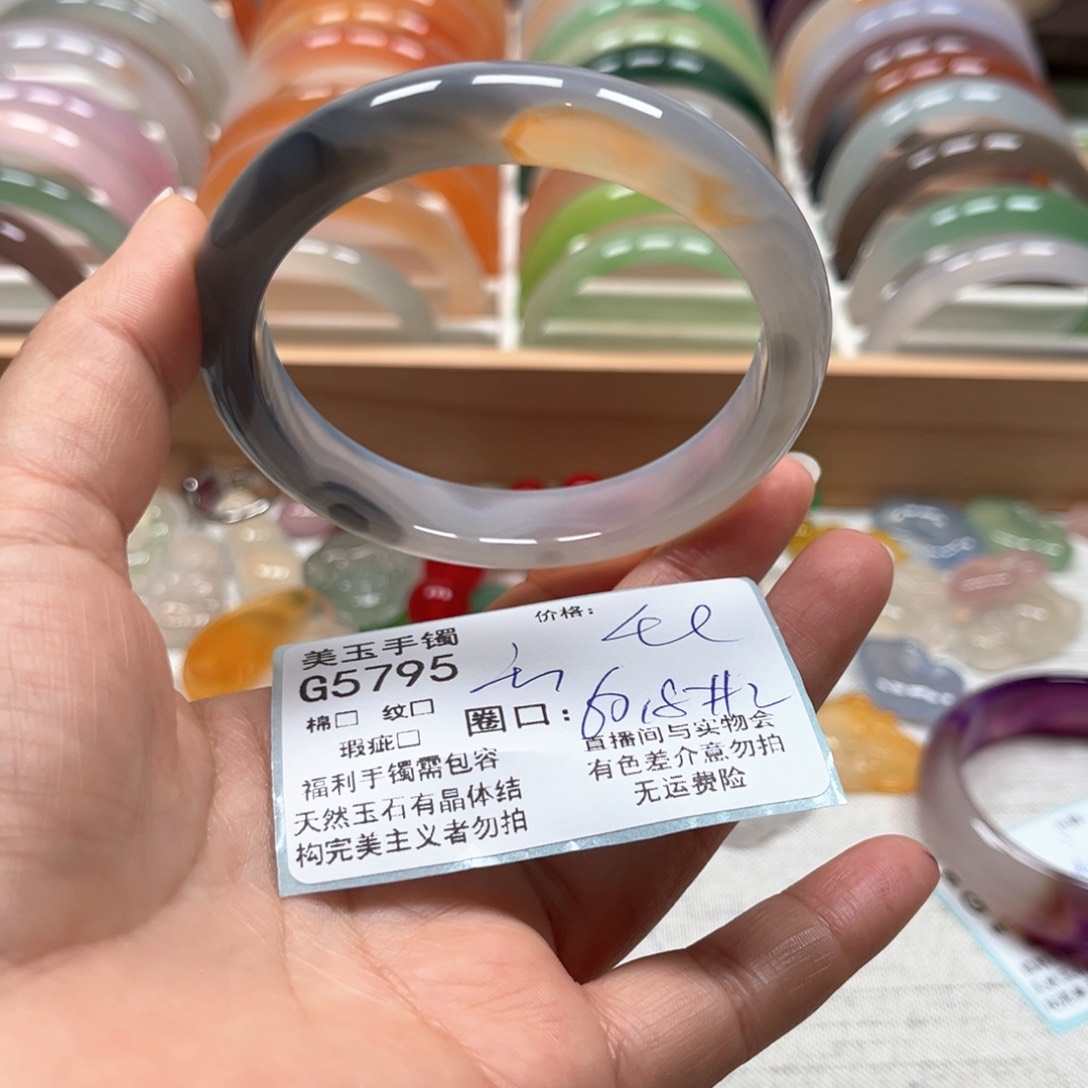 美玉手镯
价格:
G5795
棉□ 纹□
圈口:
瑕疵□
福利手镯需包容
天然玉石有晶体结
构完美主义者勿拍
直播间与实物会
有色差介意勿拍
无运费险